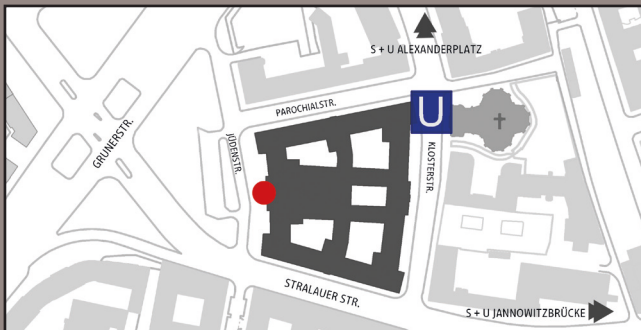 S + U ALEXANDERPLATZ
U
PAROCHIALSTR.
GRUNERSTR.
JÜDENSTR.
KLOSTERSTR.
STRALAUER STR.
S + U JANNOWITZBRÜCKE